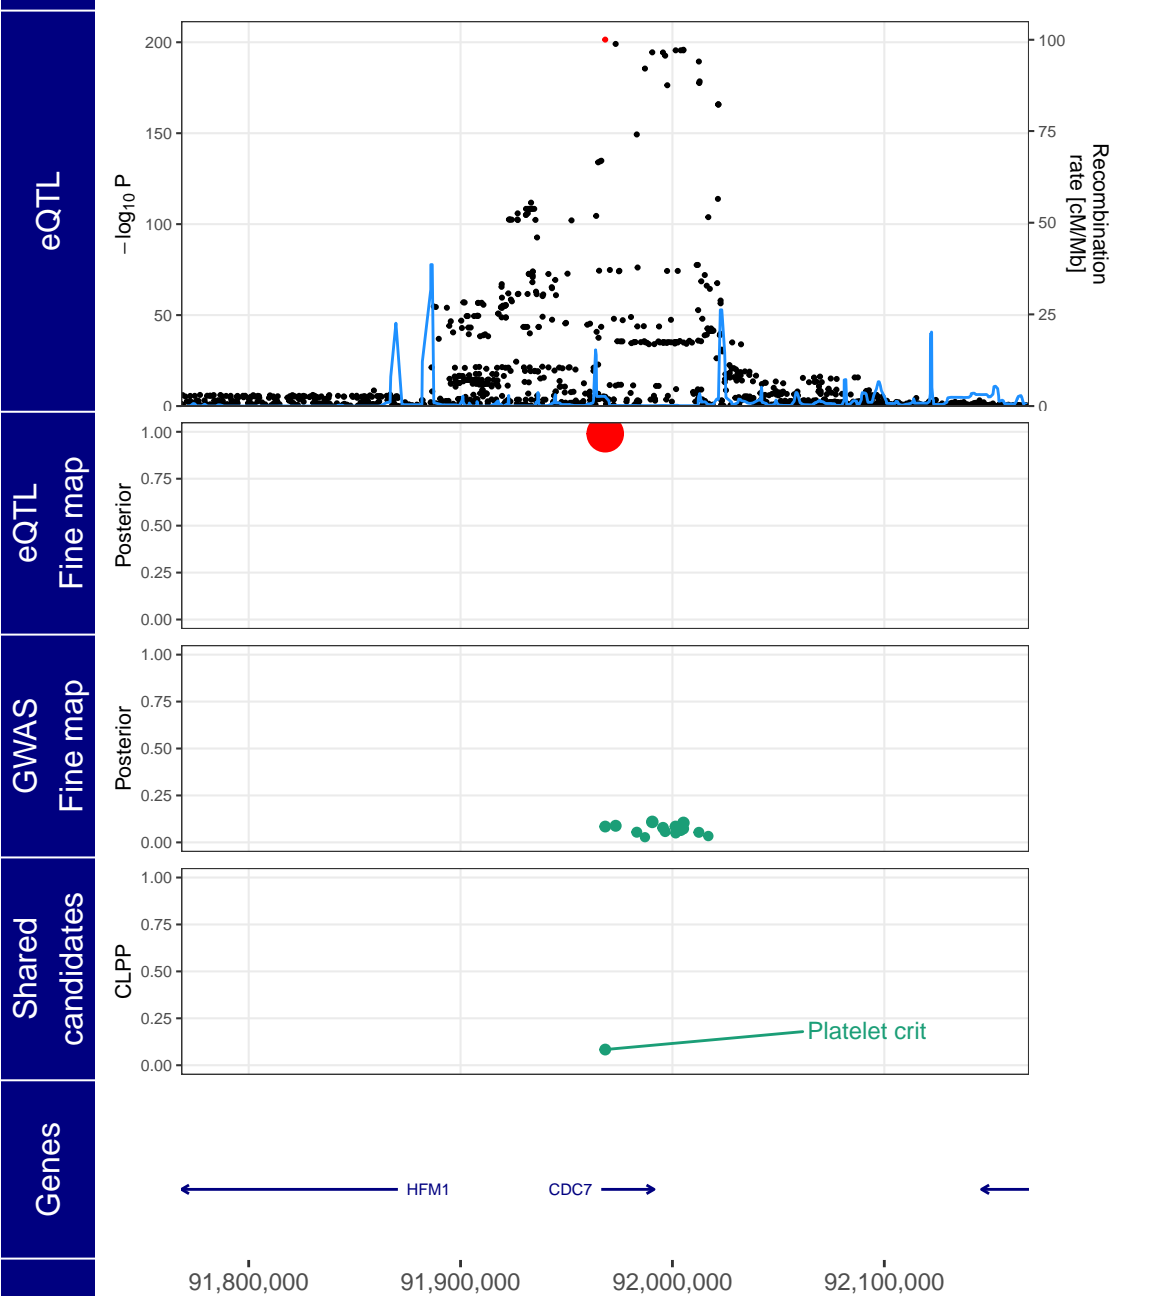 eQTL
− log10 P
200
150
100
50
0
100
75
50
25
0
Recombination
rate [cM/Mb]
eQTL
Fine map
Posterior
1.00
0.75
0.50
0.25
0.00
GWAS
Fine map
Posterior
1.00
0.75
0.50
0.25
0.00
Shared
candidates
CLPP
1.00
0.75
0.50
0.25
0.00
Platelet crit
Genes
HFM1
CDC7
91,800,000
91,900,000
92,000,000
92,100,000